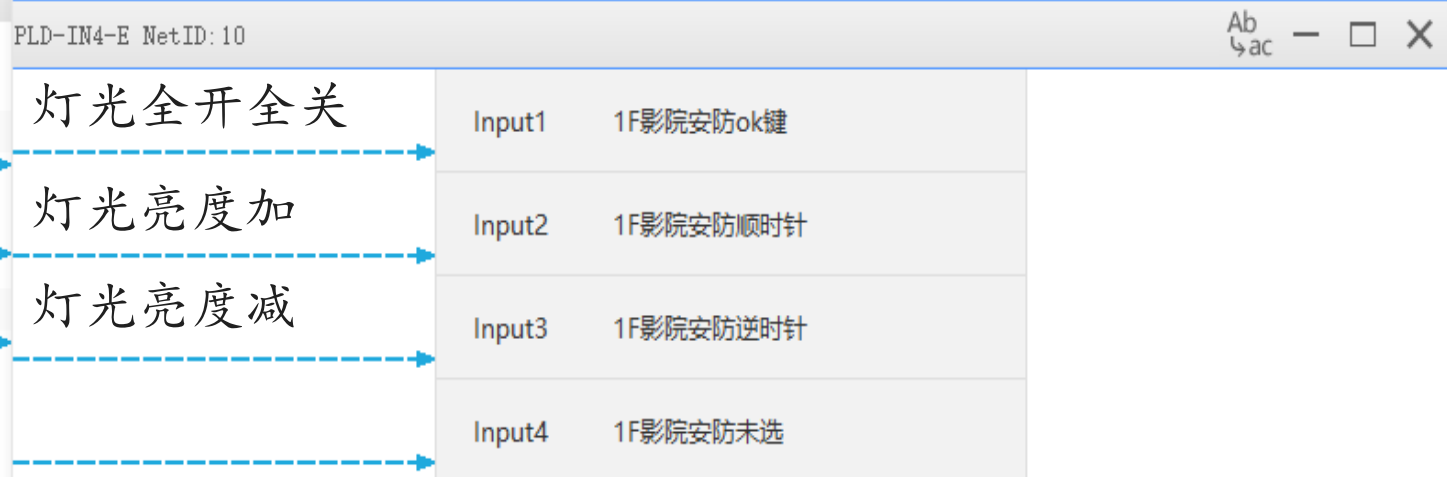 PLD-IN4-E NetID:10
Ab
ac
灯光全开全关
Input1 1F影院安防ok键
灯光亮度加
Input2 1F影院安防顺时针
灯光亮度减
Input3 1F影院安防逆时针
Input4 1F影院安防未选